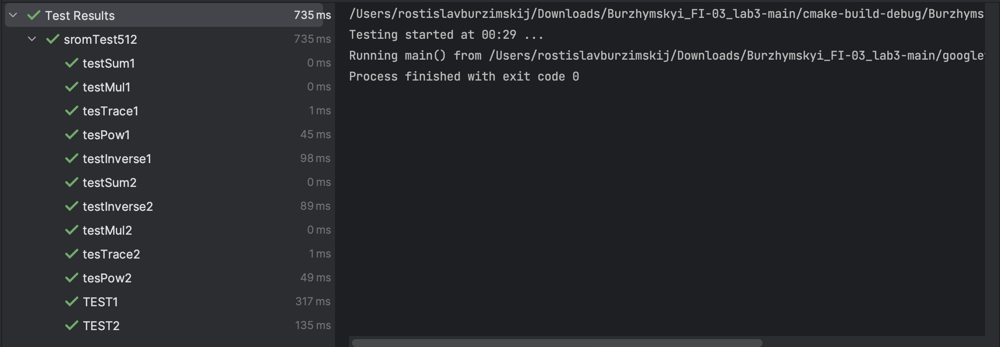 Test Results 735 ms
sromTest512 735 ms
testSum1 0 ms
testMul1 0 ms
tesTrace1 1 ms
tesPow1 45 ms
testInverse1 98 ms
testSum2 0 ms
testInverse2 89 ms
testMul2 0 ms
tesTrace2 1 ms
tesPow2 49 ms
TEST1 317 ms
TEST2 135 ms
/Users/rostislavburzimskij/Downloads/Burzhymskyi_FI-03_lab3-main/cmake-build-debug/Burzhyms
Testing started at 00:29 ...
Running main() from /Users/rostislavburzimskij/Downloads/Burzhymskyi_FI-03_lab3-main/google
Process finished with exit code 0